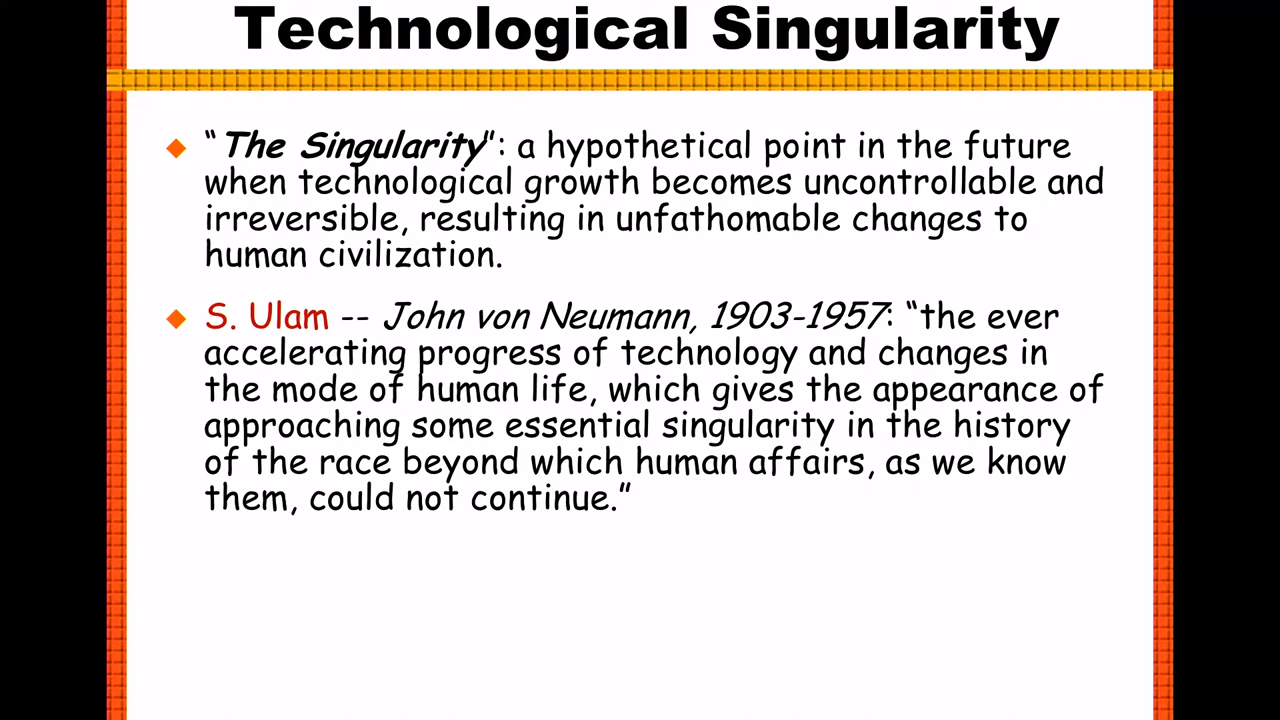 Technological Singularity
“The Singularity”: a hypothetical point in the future
when technological growth becomes uncontrollable and
irreversible, resulting in unfathomable changes to
human civilization.
S. Ulam -- John von Neumann, 1903-1957: “the ever
accelerating progress of technology and changes in
the mode of human life, which gives the appearance of
approaching some essential singularity in the history
of the race beyond which human affairs, as we know
them, could not continue.”